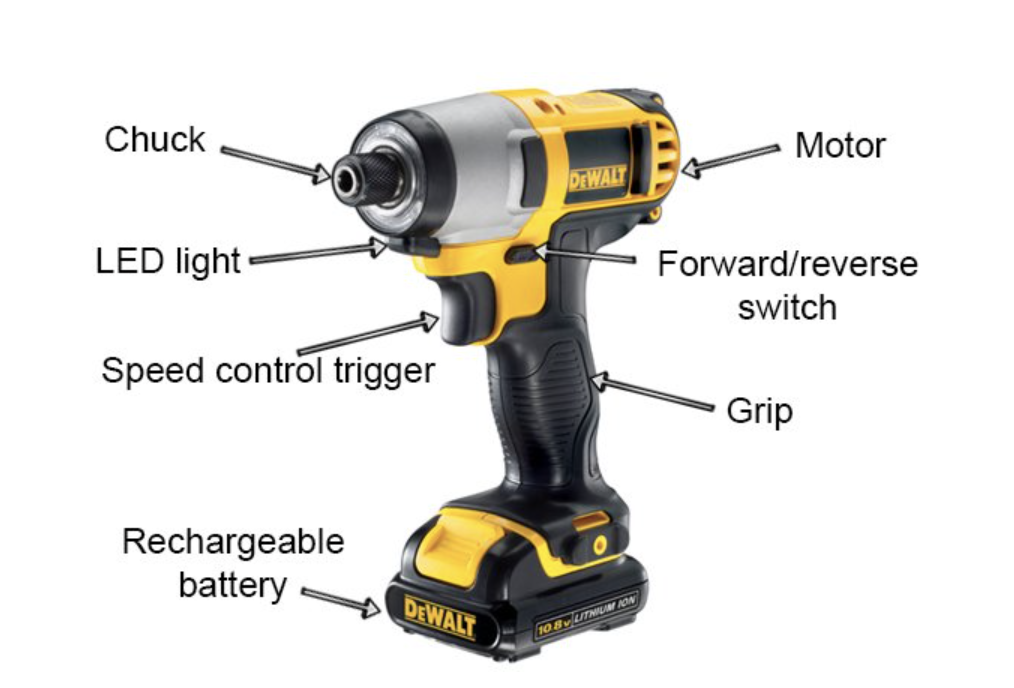 Chuck
Motor
DEWALT
LED light
Forward/reverse
switch
Speed control trigger
Grip
Rechargeable
battery
DEWALT
10.8v LITHIUM ION